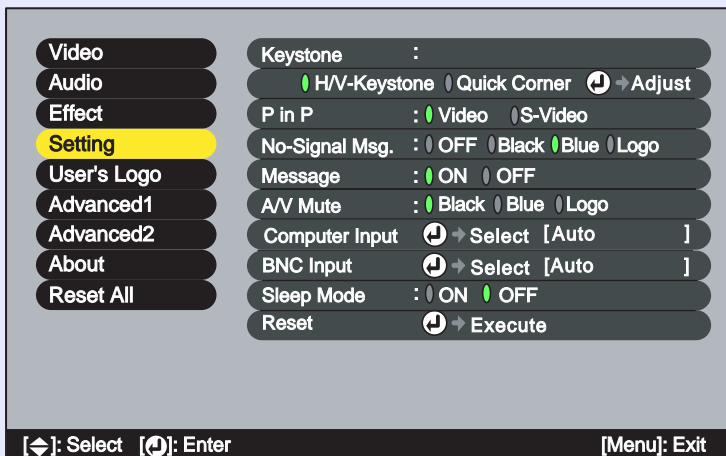 Video
Audio
Effect
Setting
User's Logo
Advanced1
Advanced2
About
Reset All
Keystone :
H/V-Keystone Quick Corner Adjust
P in P : Video S-Video
No-Signal Msg. : OFF Black Blue Logo
Message : ON OFF
A/V Mute : Black Blue Logo
Computer Input Select [Auto ]
BNC Input Select [Auto ]
Sleep Mode : ON OFF
Reset Execute
[ ]: Select [ ]: Enter [Menu]: Exit